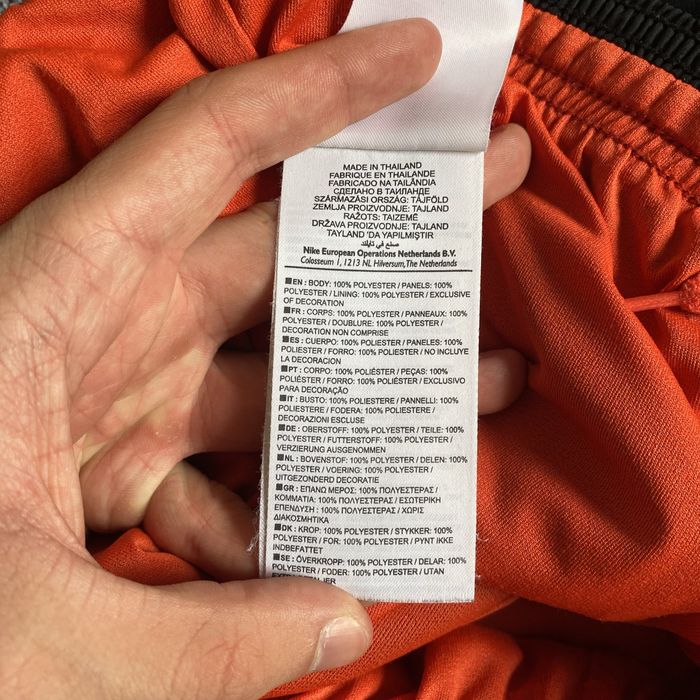 MADE IN THAILAND
FABRIQUE EN THAILANDE
FABRICADO NA TAILÂNDIA
СДЕЛАНО В ТАИЛАНДЕ
SZÁRMAZÁSI ORSZÁG: TÁJFÖLD
ZEMLJA PROIZVODNJE: TAJLAND
RAŽOTS: TAIZEMĒ
DRŽAVA PROIZVODNJE: TAJLAND
TAYLAND 'DA YAPILMIŞTIR
صنع في تايلند
Nike European Operations Netherlands B.V.
Colosseum 1, 1213 NL Hilversum, The Netherlands
EN : BODY: 100% POLYESTER / PANELS: 100%
POLYESTER / LINING: 100% POLYESTER / EXCLUSIVE
OF DECORATION
FR : CORPS: 100% POLYESTER / PANNEAUX: 100%
POLYESTER / DOUBLURE: 100% POLYESTER /
DECORATION NON COMPRISE
ES : CUERPO: 100% POLIESTER / PANELES: 100%
POLIESTER / FORRO: 100% POLIESTER / NO INCLUYE
LA DECORACION
PT : CORPO: 100% POLIÉSTER / PEÇAS: 100%
POLIÉSTER / FORRO: 100% POLIÉSTER / EXCLUSIVO
PARA DECORAÇÃO
IT : BUSTO: 100% POLIESTERE / PANNELLI: 100%
POLIESTERE / FODERA: 100% POLIESTERE /
DECORAZIONI ESCLUSE
DE : OBERSTOFF: 100% POLYESTER / TEILE: 100%
POLYESTER / FUTTERSTOFF: 100% POLYESTER /
VERZIERUNG AUSGENOMMEN
NL : BOVENSTOF: 100% POLYESTER / DELEN: 100%
POLYESTER / VOERING: 100% POLYESTER /
UITGEZONDERD DECORATIE
GR : ΕΠΑΝΩ ΜΕΡΟΣ: 100% ΠΟΛΥΕΣΤΕΡΑΣ /
ΚΟΜΜΑΤΙΑ: 100% ΠΟΛΥΕΣΤΕΡΑΣ / ΕΣΩΤΕΡΙΚΗ
ΕΠΕΝΔΥΣΗ : 100% ΠΟΛΥΕΣΤΕΡΑΣ / ΧΩΡΙΣ
ΔΙΑΚΟΣΜΗΤΙΚΑ
DK : KROP: 100% POLYESTER / STYKKER: 100%
POLYESTER / FOR: 100% POLYESTER / PYNT IKKE
INDBEFATTET
SE : ÖVERKROPP: 100% POLYESTER / DELAR: 100%
POLYESTER / FODER: 100% POLYESTER / UTAN